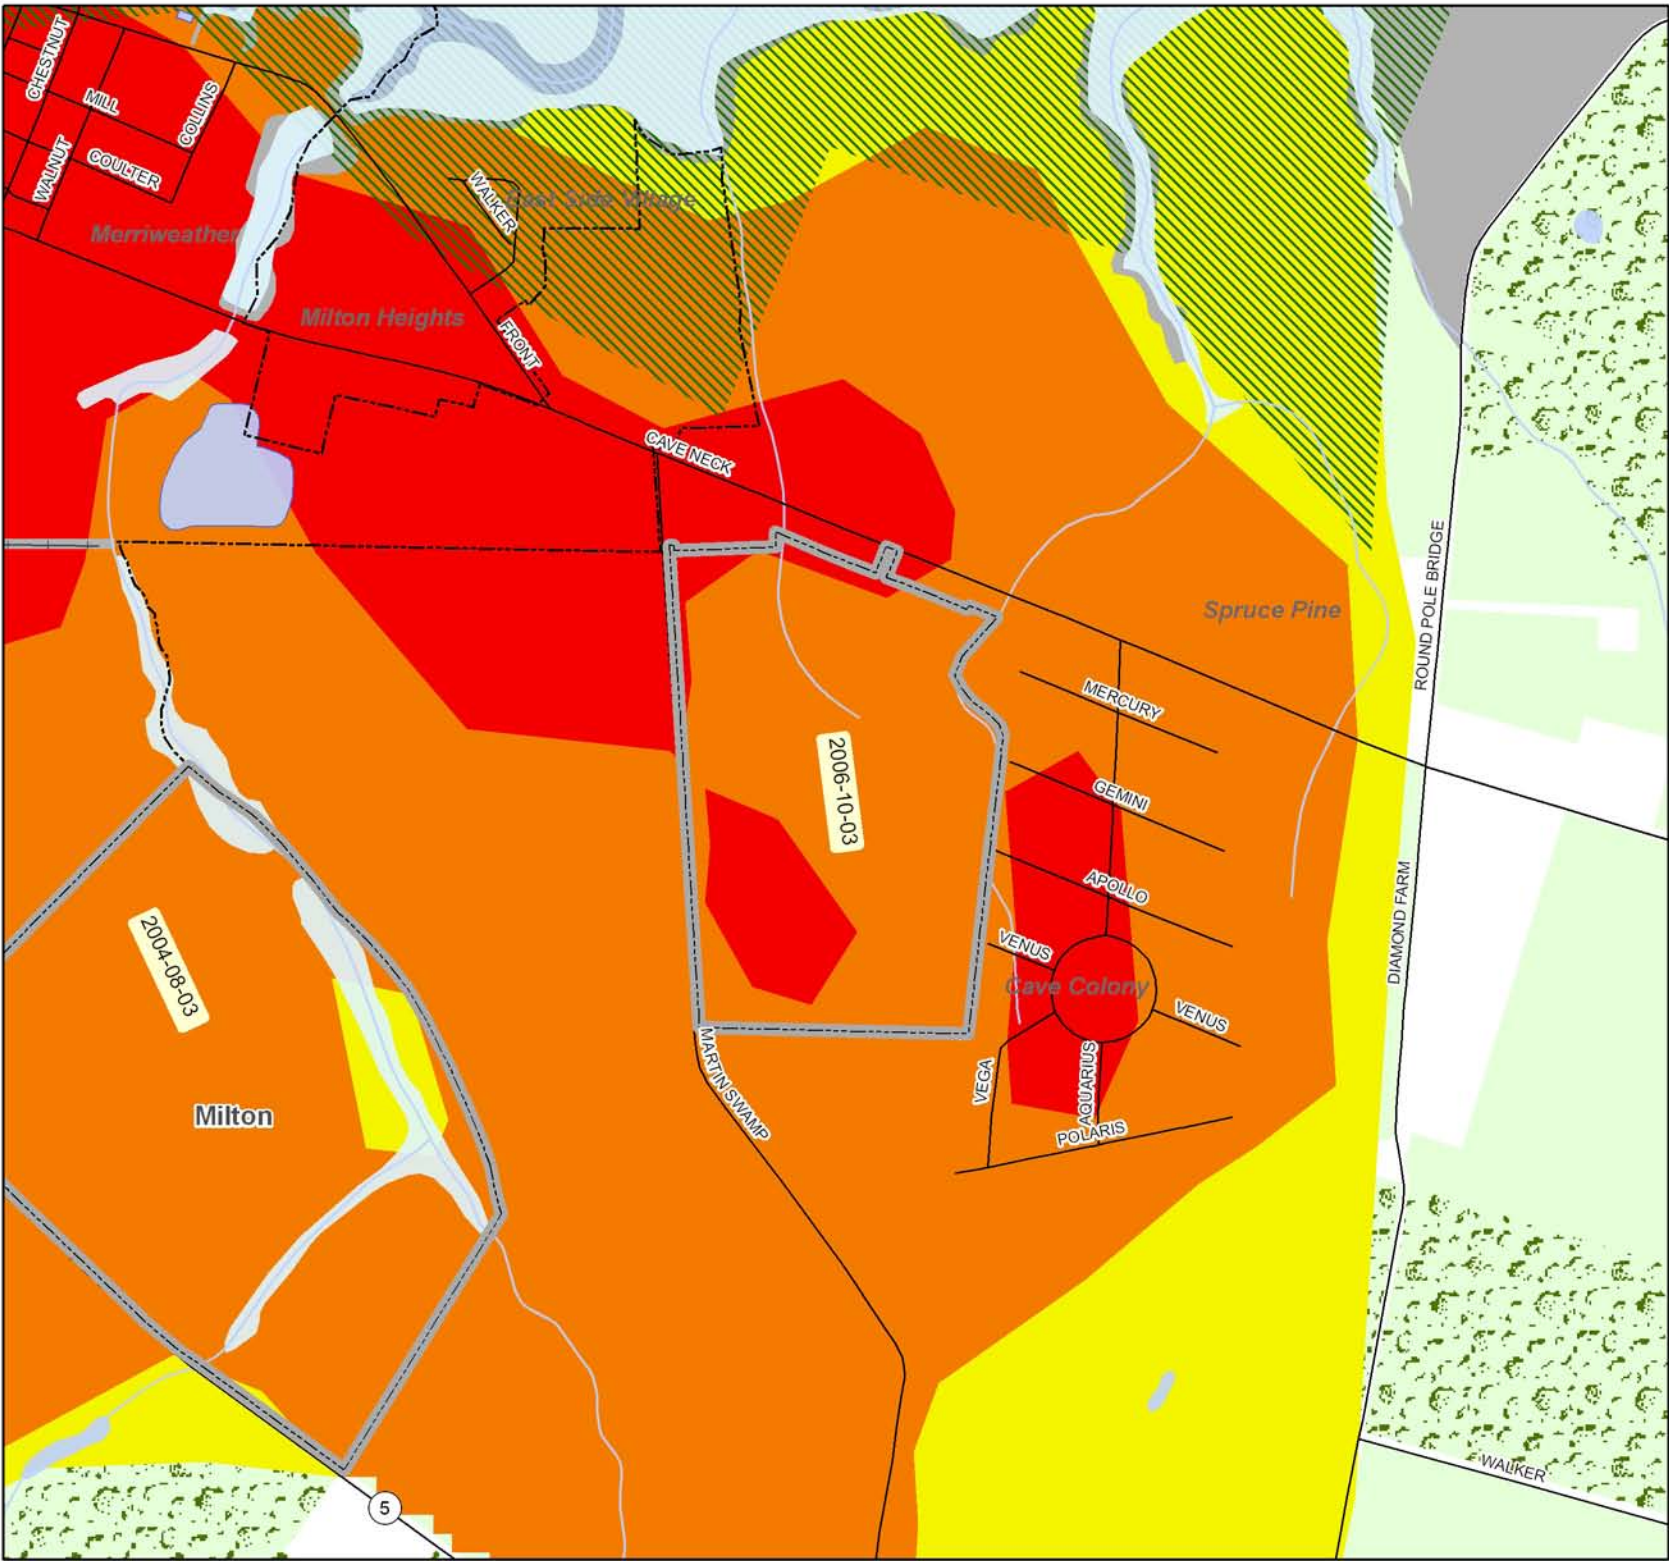 CHESTNUT
MILL
COLLINS
WALNUT
COULTER
WALKER
East Side Village
Merriweather
Milton Heights
FRONT
CAVE NECK
Spruce Pine
ROUND POLE BRIDGE
MERCURY
2006-10-03
GEMINI
APOLLO
DIAMOND FARM
2004-08-03
VENUS
Cave Colony
VENUS
MARTIN SWAMP
VEGA
AQUARIUS
Milton
POLARIS
WALKER
5